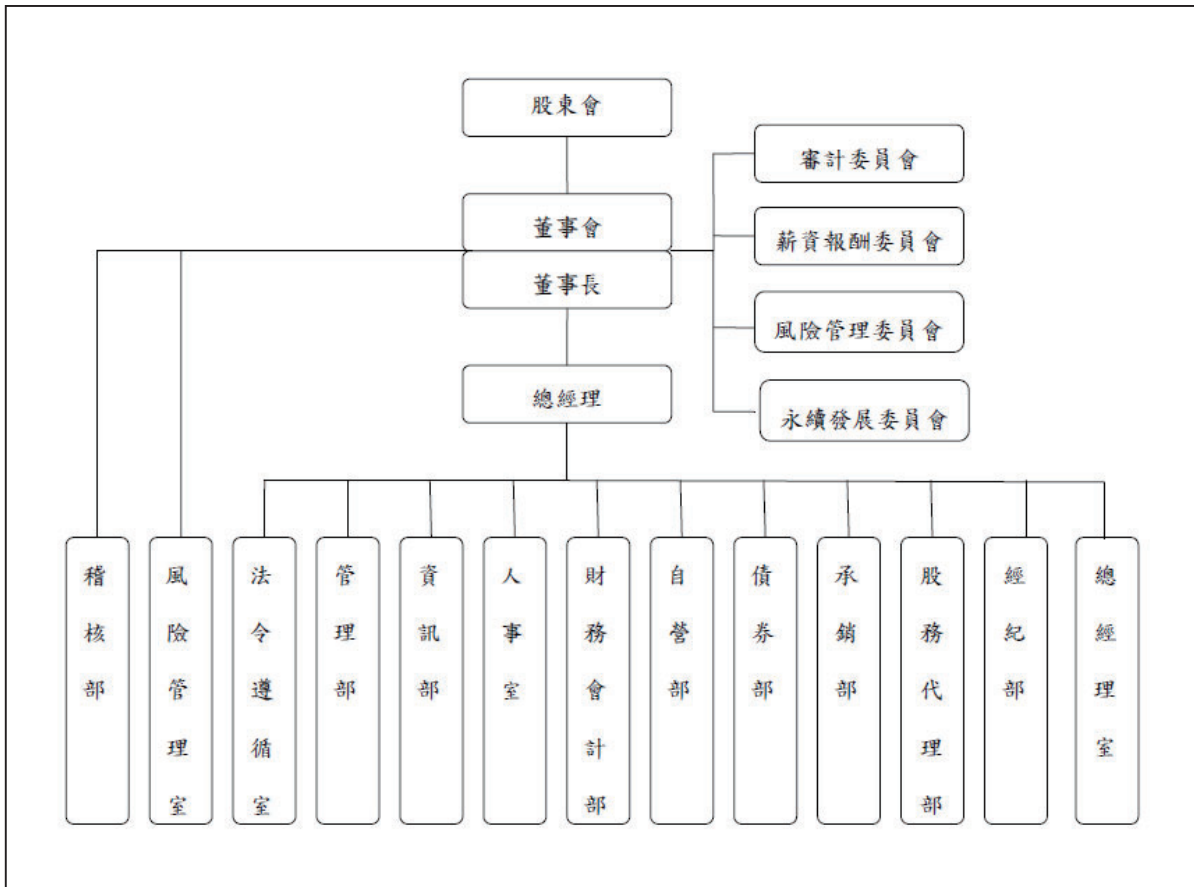 股東會
審計委員會
董事會
薪資報酬委員會
董事長
風險管理委員會
總經理
永續發展委員會
稽核部
風險管理室
法令遵循室
管理部
資訊部
人事室
財務會計部
自營部
債券部
承銷部
股務代理部
經紀部
總經理室